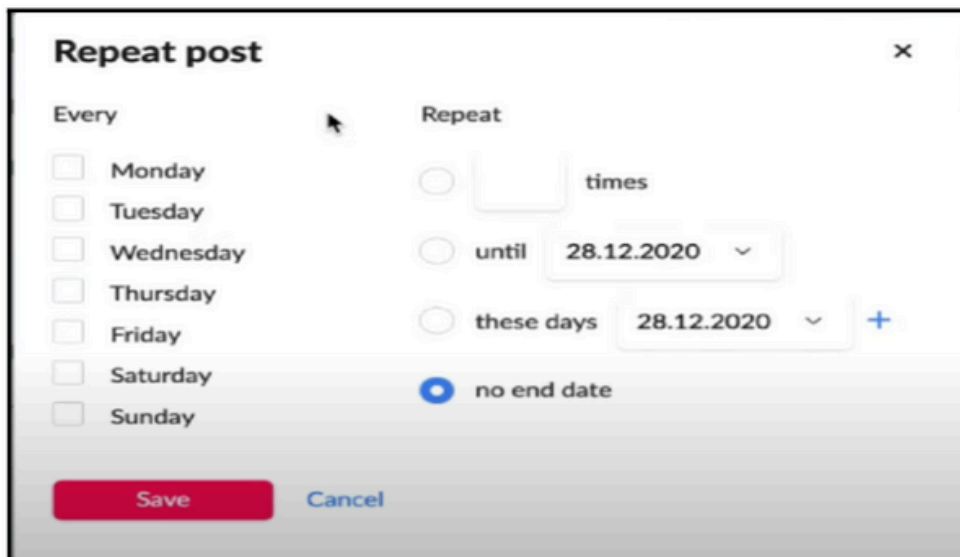 Repeat post
×
Every
Monday
Tuesday
Wednesday
Thursday
Friday
Saturday
Sunday
Repeat
times
until 28.12.2020
these days 28.12.2020 +
no end date
Save Cancel